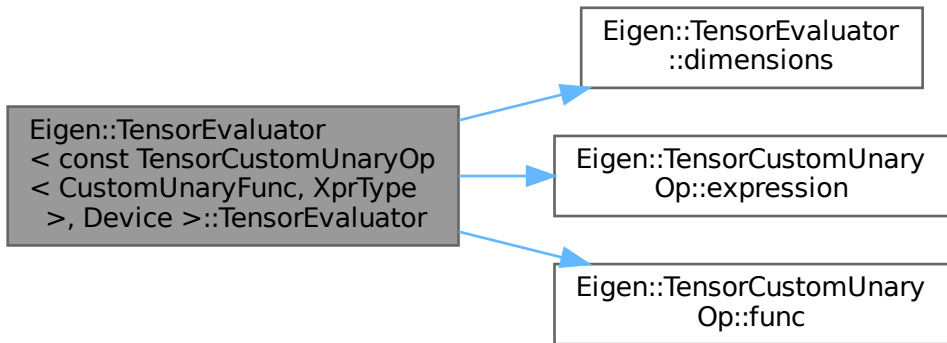 Eigen::TensorEvaluator
< const TensorCustomUnaryOp
< CustomUnaryFunc, XprType
>, Device >::TensorEvaluator
Eigen::TensorEvaluator
::dimensions
Eigen::TensorCustomUnary
Op::expression
Eigen::TensorCustomUnary
Op::func